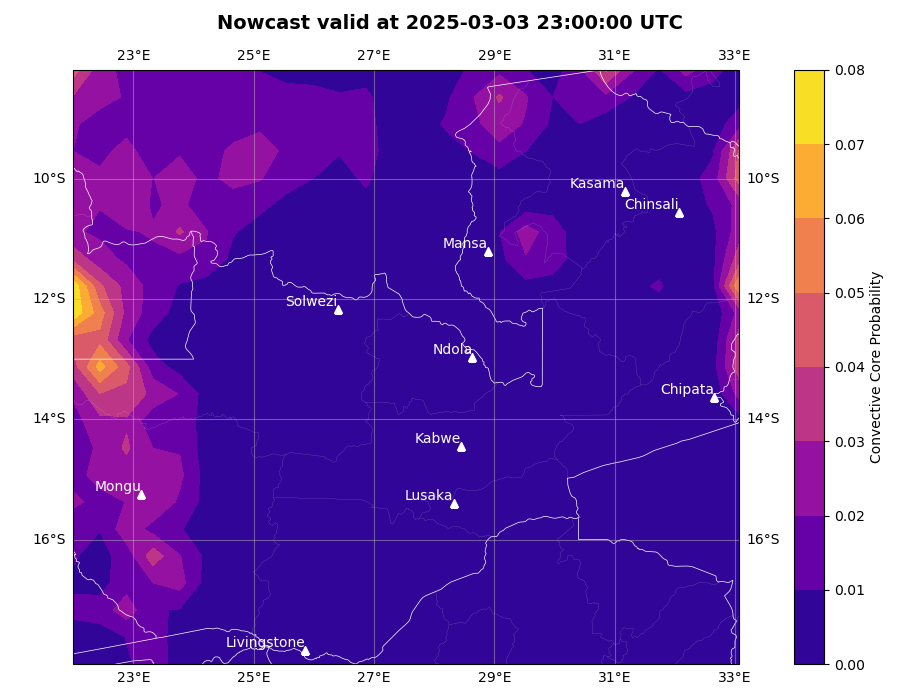 Nowcast valid at 2025-03-03 23:00:00 UTC
23°E 25°E 27°E 29°E 31°E 33°E
0.08
0.07
10°S 10°S
Kasama
Chinsali
0.06
Mansa
0.05
12°S 12°S
Solwezi
0.04
Ndola
Chipata
14°S 14°S
0.03
Kabwe
Mongu
Lusaka
0.02
16°S 16°S
0.01
Livingstone
0.00
23°E 25°E 27°E 29°E 31°E 33°E
Convective Core Probability